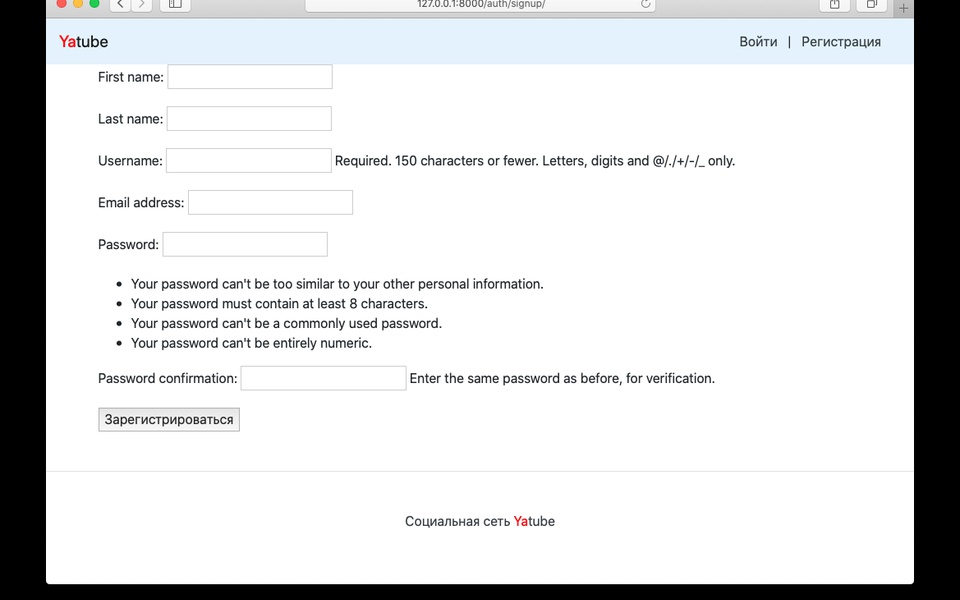 127.0.0.1:8000/auth/signup/
Yatube
Войти | Регистрация
First name:
Last name:
Username: Required. 150 characters or fewer. Letters, digits and @/./+/-/_ only.
Email address:
Password:
• Your password can't be too similar to your other personal information.
• Your password must contain at least 8 characters.
• Your password can't be a commonly used password.
• Your password can't be entirely numeric.
Password confirmation: Enter the same password as before, for verification.
Зарегистрироваться
Социальная сеть Yatube